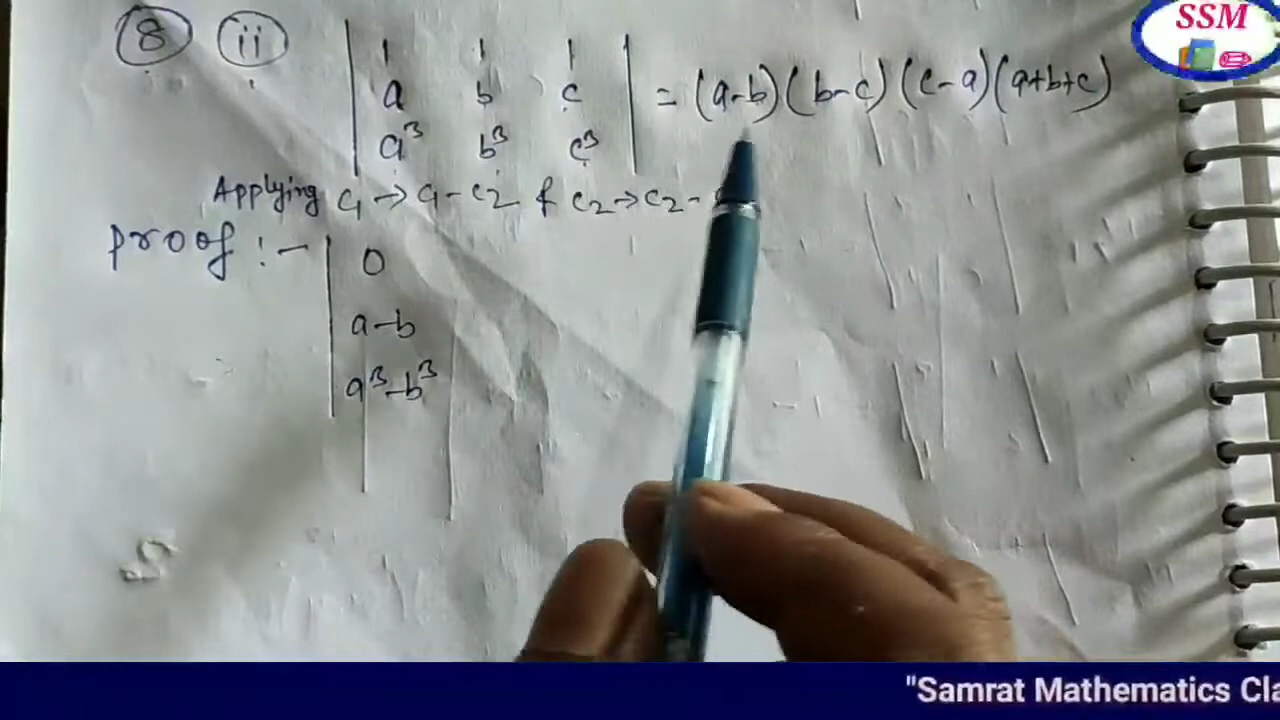 8 ii | 1 1 1 |
| a b c | = (a-b)(b-c)(c-a)(a+b+c)
| a³ b³ c³ |
Applying C₁→C₁-C₂ & C₂→C₂-
Proof :- | 0
| a-b
| a³-b³
SSM
"Samrat Mathematics Cla